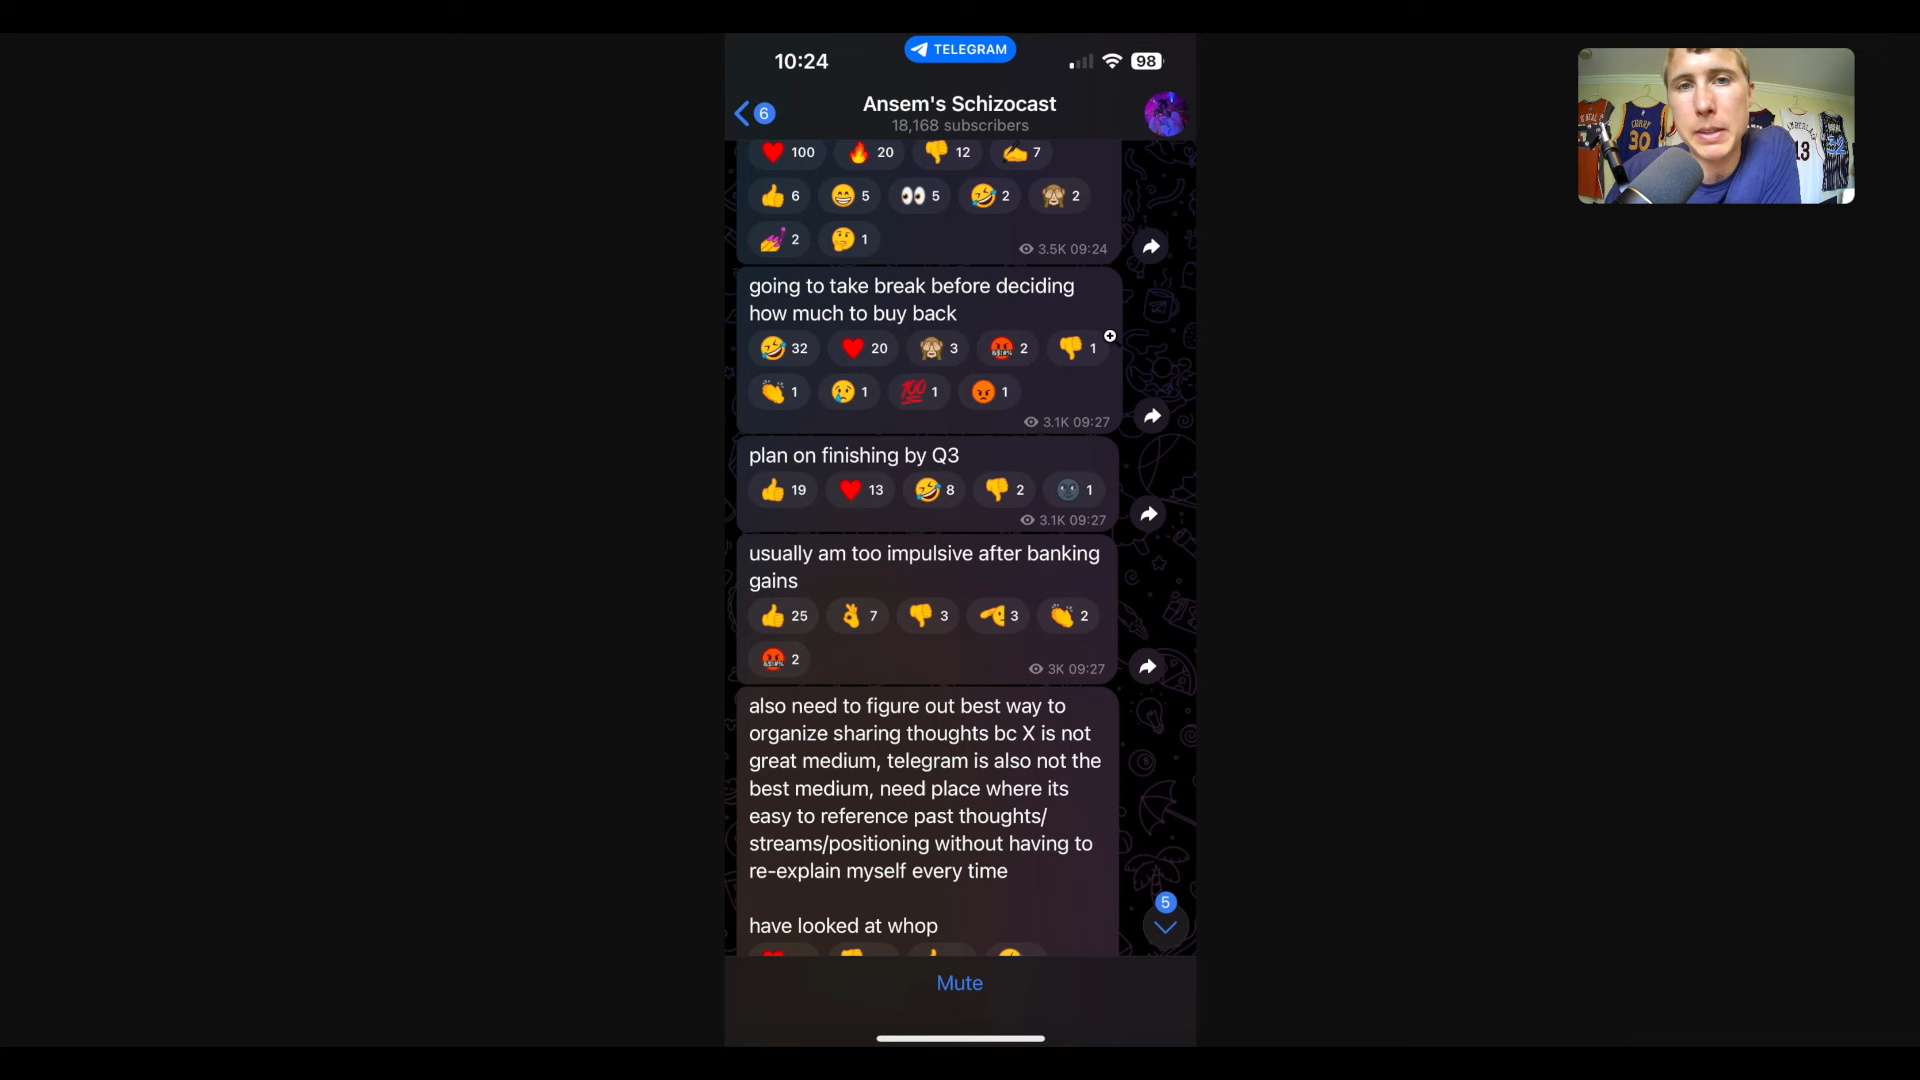 TELEGRAM
10:24
98
6
Ansem's Schizocast
18,168 subscribers
100 20 12 7
6 5 5 2 2
2 1
3.5K 09:24
going to take break before deciding
how much to buy back
32 20 3 2 1
1 1 100 1 1
3.1K 09:27
plan on finishing by Q3
19 13 8 2 1
3.1K 09:27
usually am too impulsive after banking
gains
25 7 3 3 2
2
3K 09:27
also need to figure out best way to
organize sharing thoughts bc X is not
great medium, telegram is also not the
best medium, need place where its
easy to reference past thoughts/
streams/positioning without having to
re-explain myself every time
have looked at whop
5
Mute
CURRY
30
13
32